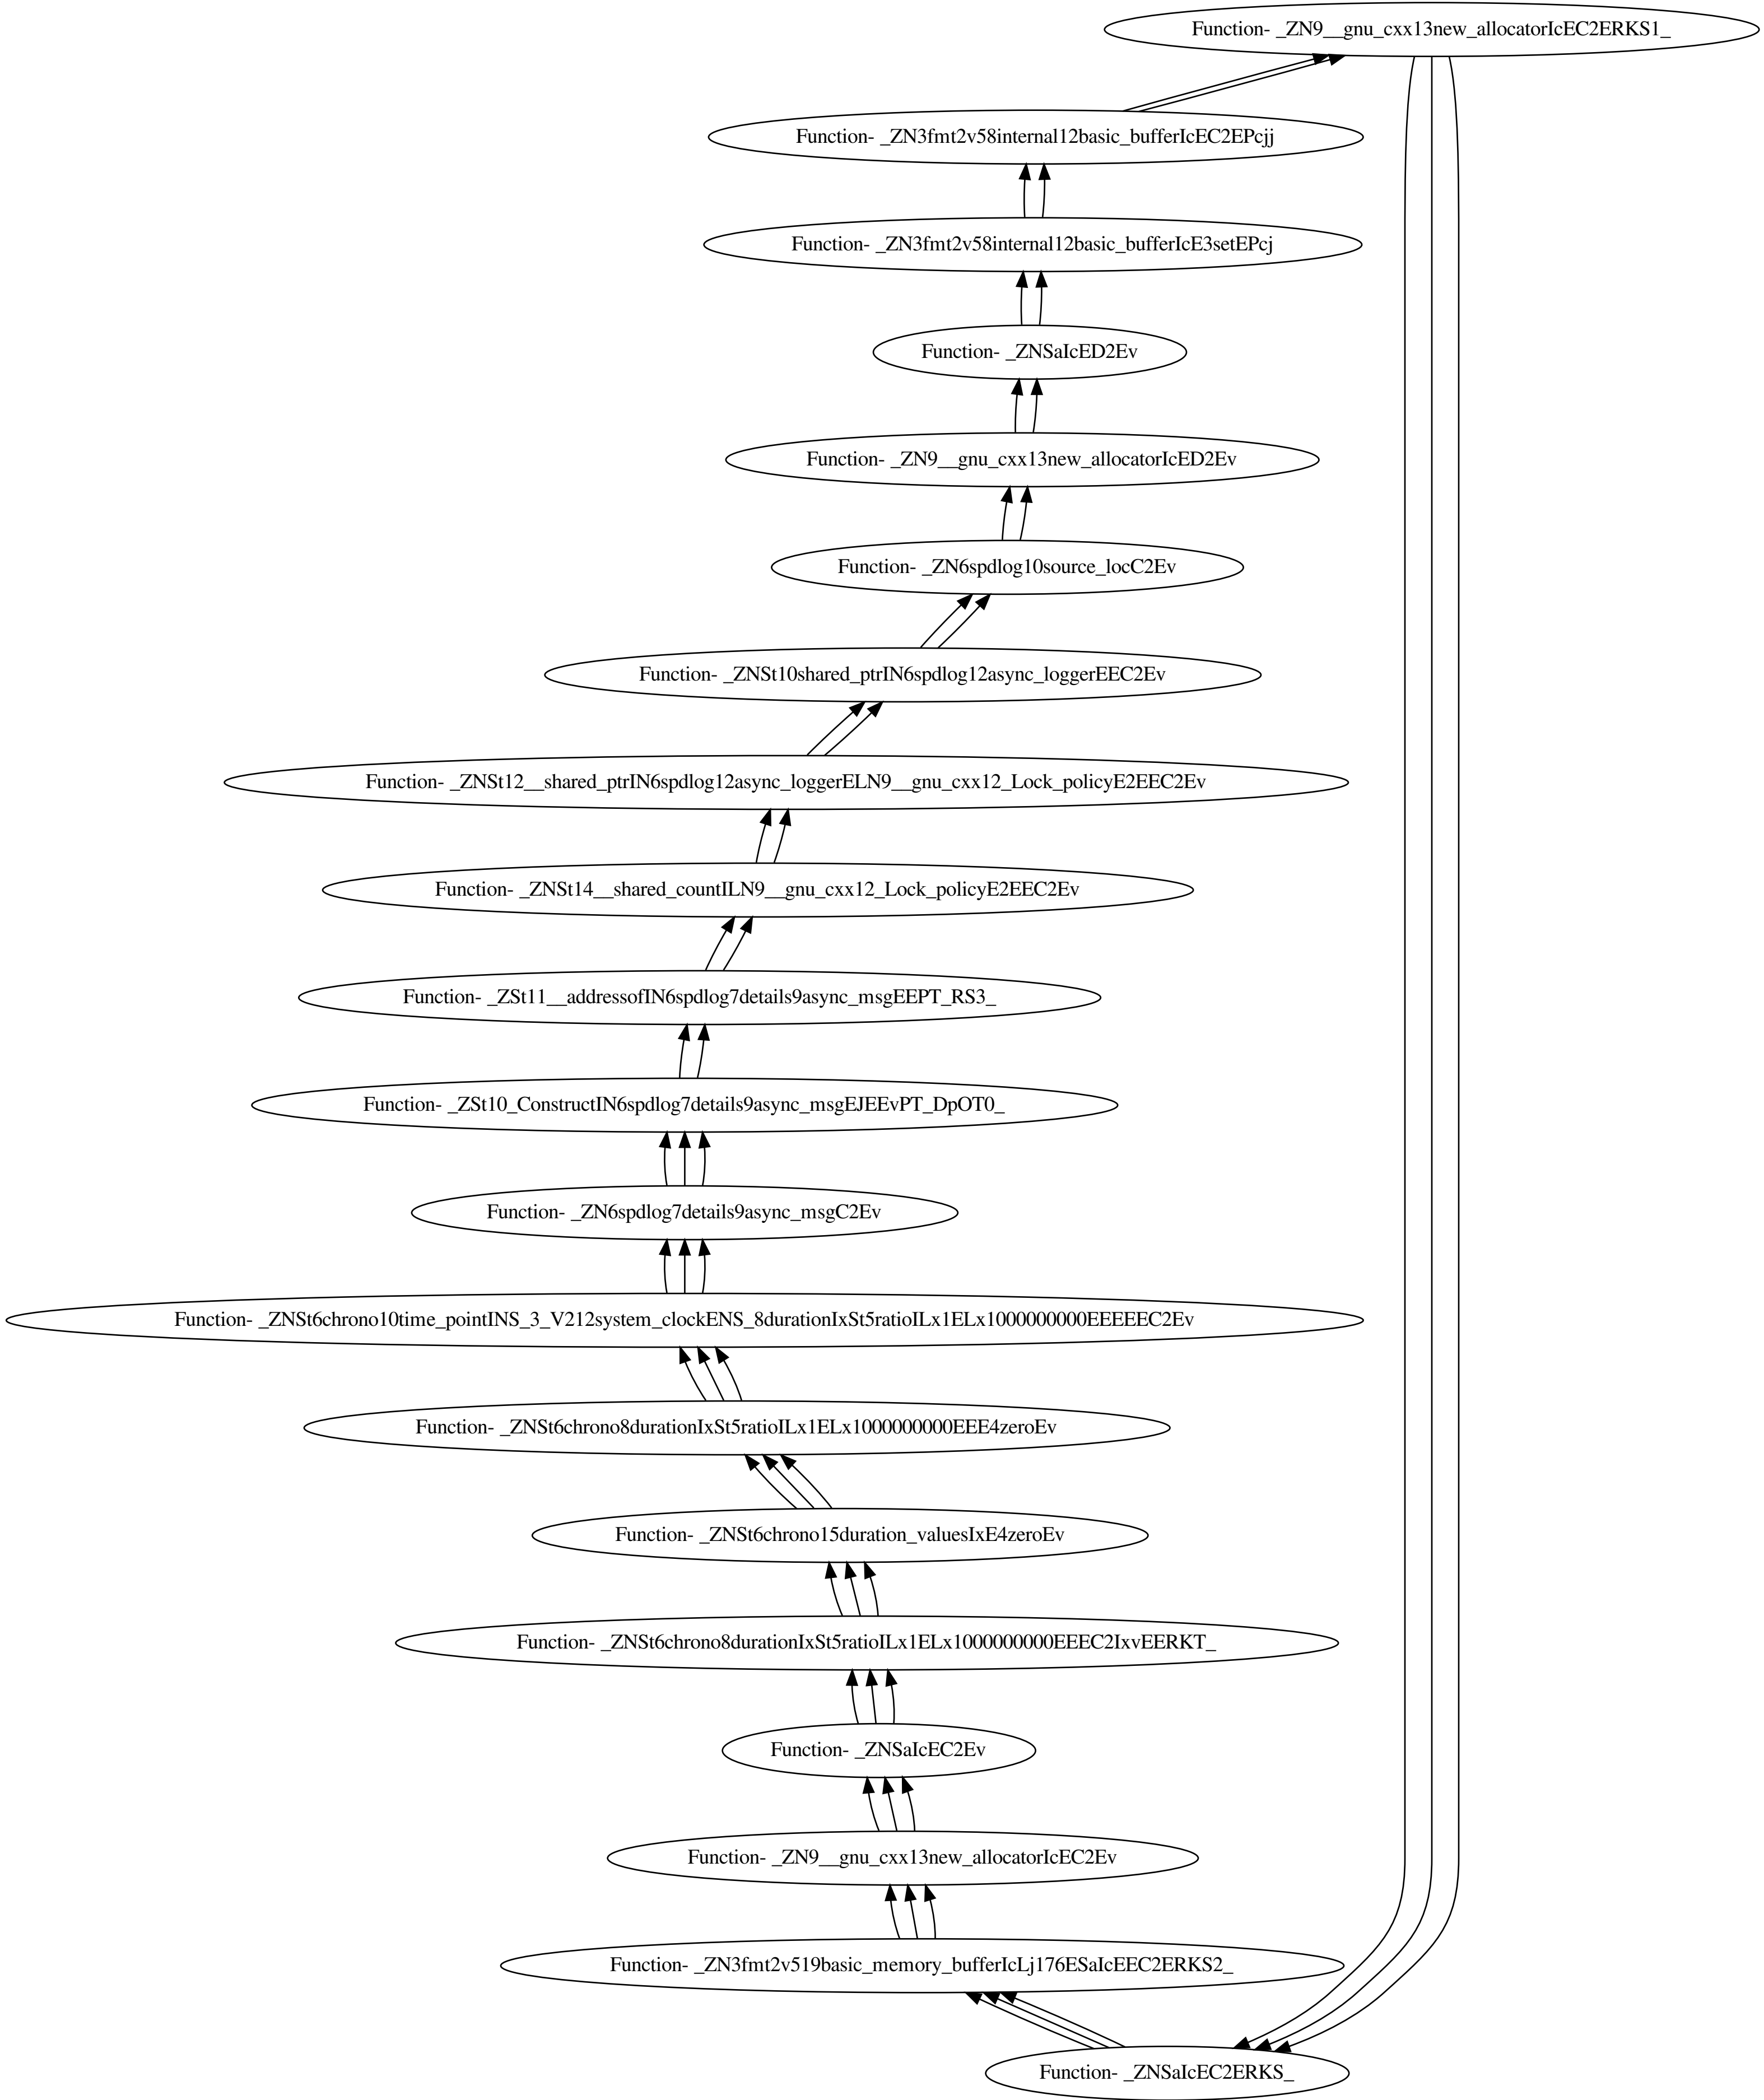 Function- _ZN9__gnu_cxx13new_allocatorIcEC2ERKS1_
Function- _ZN3fmt2v58internal12basic_bufferIcEC2EPcjj
Function- _ZN3fmt2v58internal12basic_bufferIcE3setEPcj
Function- _ZNSaIcED2Ev
Function- _ZN9__gnu_cxx13new_allocatorIcED2Ev
Function- _ZN6spdlog10source_locC2Ev
Function- _ZNSt10shared_ptrIN6spdlog12async_loggerEEC2Ev
Function- _ZNSt12__shared_ptrIN6spdlog12async_loggerELN9__gnu_cxx12_Lock_policyE2EEC2Ev
Function- _ZNSt14__shared_countILN9__gnu_cxx12_Lock_policyE2EEC2Ev
Function- _ZSt11__addressofIN6spdlog7details9async_msgEEPT_RS3_
Function- _ZSt10_ConstructIN6spdlog7details9async_msgEJEEvPT_DpOT0_
Function- _ZN6spdlog7details9async_msgC2Ev
Function- _ZNSt6chrono10time_pointINS_3_V212system_clockENS_8durationIxSt5ratioILx1ELx1000000000EEEEEC2Ev
Function- _ZNSt6chrono8durationIxSt5ratioILx1ELx1000000000EEE4zeroEv
Function- _ZNSt6chrono15duration_valuesIxE4zeroEv
Function- _ZNSt6chrono8durationIxSt5ratioILx1ELx1000000000EEEC2IxvEERKT_
Function- _ZNSaIcEC2Ev
Function- _ZN9__gnu_cxx13new_allocatorIcEC2Ev
Function- _ZN3fmt2v519basic_memory_bufferIcLj176ESaIcEEC2ERKS2_
Function- _ZNSaIcEC2ERKS_